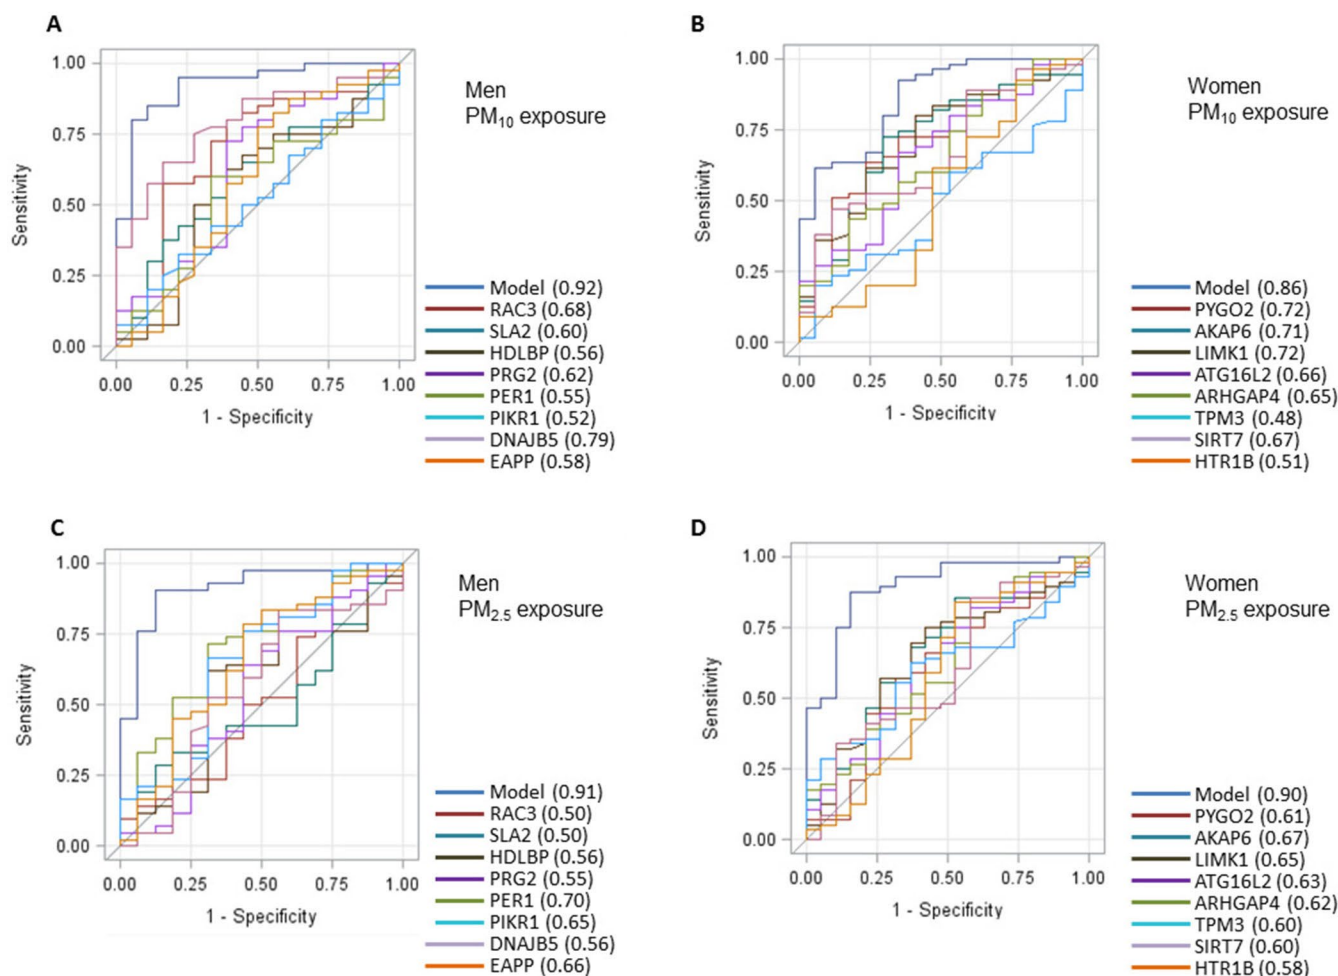 A
1.00
0.75
0.50
0.25
0.00
Sensitivity
0.00 0.25 0.50 0.75 1.00
1 - Specificity
Men
PM10 exposure
Model (0.92)
RAC3 (0.68)
SLA2 (0.60)
HDLBP (0.56)
PRG2 (0.62)
PER1 (0.55)
PIKR1 (0.52)
DNAJB5 (0.79)
EAPP (0.58)
B
1.00
0.75
0.50
0.25
0.00
Sensitivity
0.00 0.25 0.50 0.75 1.00
1 - Specificity
Women
PM10 exposure
Model (0.86)
PYGO2 (0.72)
AKAP6 (0.71)
LIMK1 (0.72)
ATG16L2 (0.66)
ARHGAP4 (0.65)
TPM3 (0.48)
SIRT7 (0.67)
HTR1B (0.51)
C
1.00
0.75
0.50
0.25
0.00
Sensitivity
0.00 0.25 0.50 0.75 1.00
1 - Specificity
Men
PM2.5 exposure
Model (0.91)
RAC3 (0.50)
SLA2 (0.50)
HDLBP (0.56)
PRG2 (0.55)
PER1 (0.70)
PIKR1 (0.65)
DNAJB5 (0.56)
EAPP (0.66)
D
1.00
0.75
0.50
0.25
0.00
Sensitivity
0.00 0.25 0.50 0.75 1.00
1 - Specificity
Women
PM2.5 exposure
Model (0.90)
PYGO2 (0.61)
AKAP6 (0.67)
LIMK1 (0.65)
ATG16L2 (0.63)
ARHGAP4 (0.62)
TPM3 (0.60)
SIRT7 (0.60)
HTR1B (0.58)